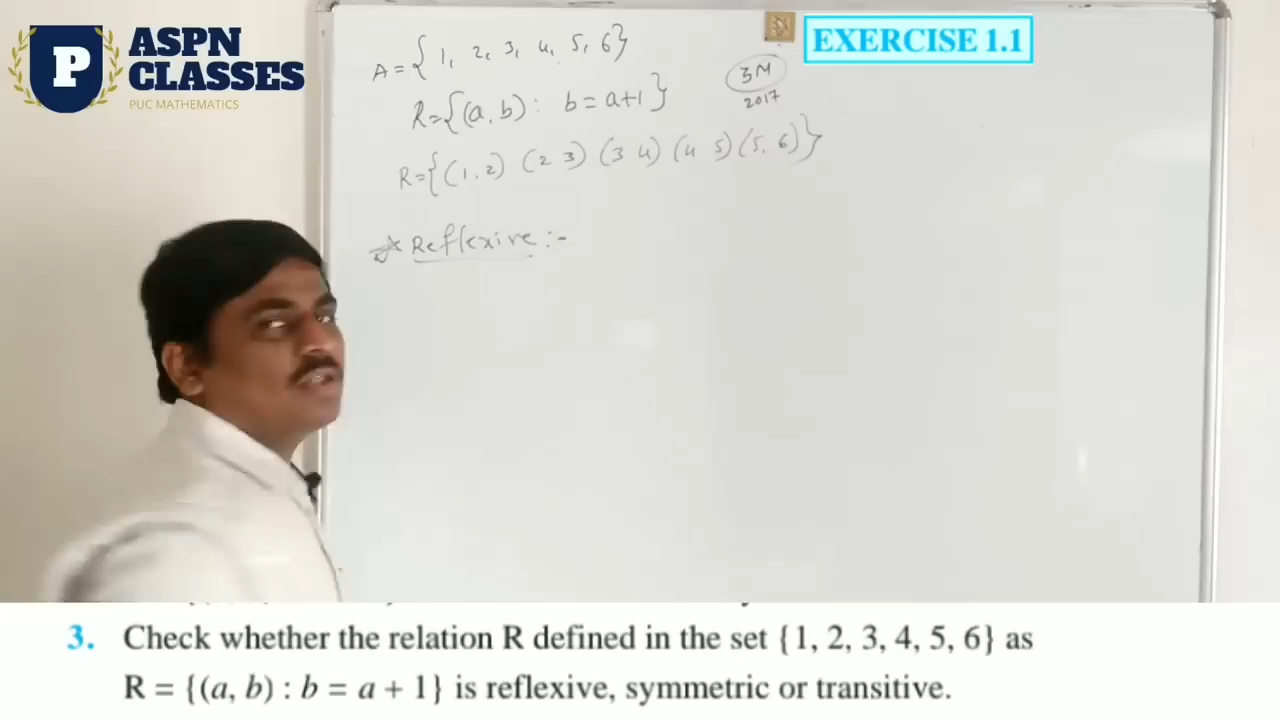 ASPN
CLASSES
PUC MATHEMATICS
P
EXERCISE 1.1
A = { 1, 2, 3, 4, 5, 6}
R = {(a, b) : b = a+1}
3M
2017
R = {(1, 2) (2 3) (3 4) (4 5) (5, 6)}
Reflexive :-
3. Check whether the relation R defined in the set {1, 2, 3, 4, 5, 6} as
R = {(a, b) : b = a + 1} is reflexive, symmetric or transitive.